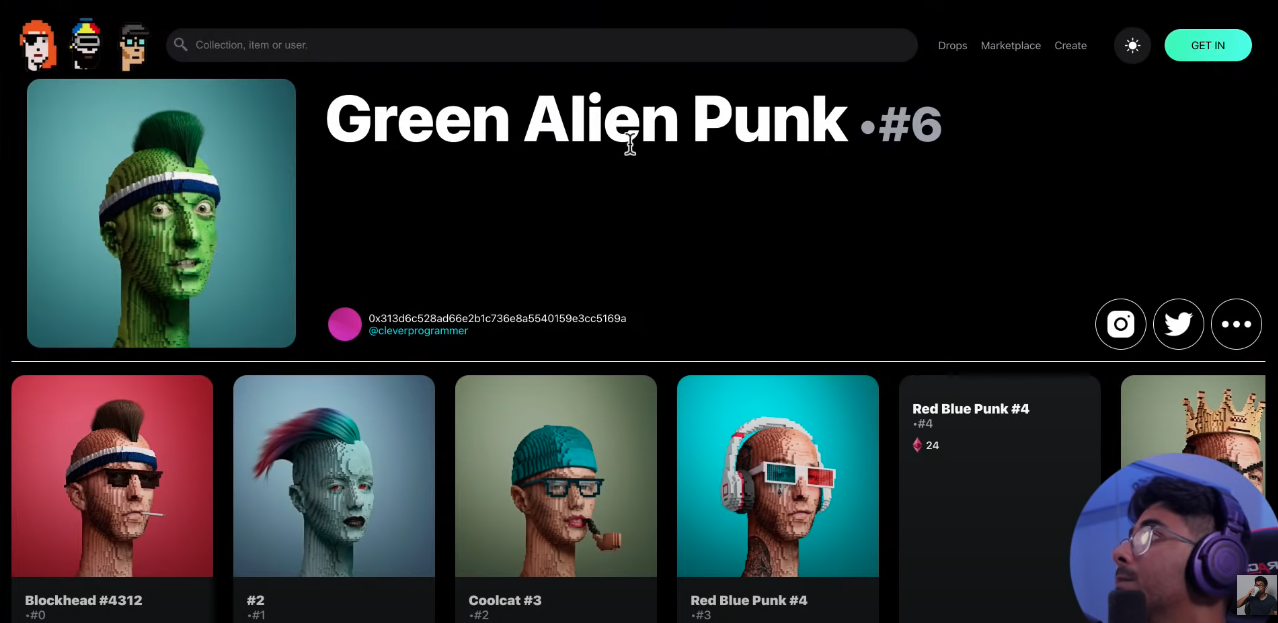 Collection, item or user.
Drops
Marketplace
Create
GET IN
Green Alien Punk •#6
0x313d6c528ad66e2b1c736e8a5540159e3cc5169a
@cleverprogrammer
Red Blue Punk #4
•#4
24
Blockhead #4312
•#0
#2
•#1
Coolcat #3
•#2
Red Blue Punk #4
•#3